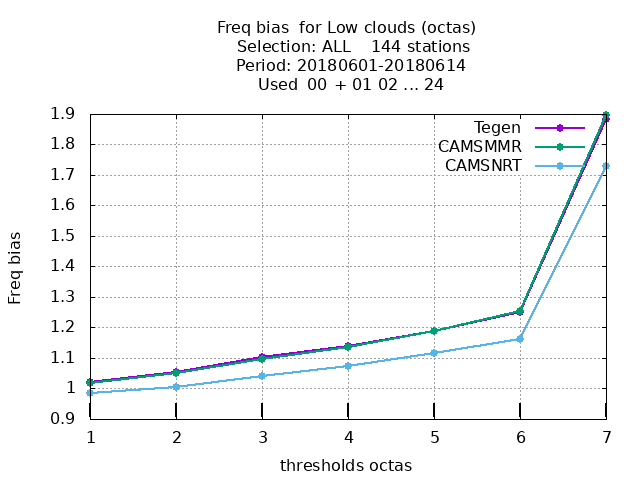 Freq bias  for Low clouds (octas)
Selection: ALL    144 stations
Period: 20180601-20180614
Used  00 + 01 02 ... 24
Tegen
CAMSMMR
CAMSNRT
1.9
1.8
1.7
1.6
1.5
1.4
1.3
1.2
1.1
1
0.9
Freq bias
1 2 3 4 5 6 7
thresholds octas